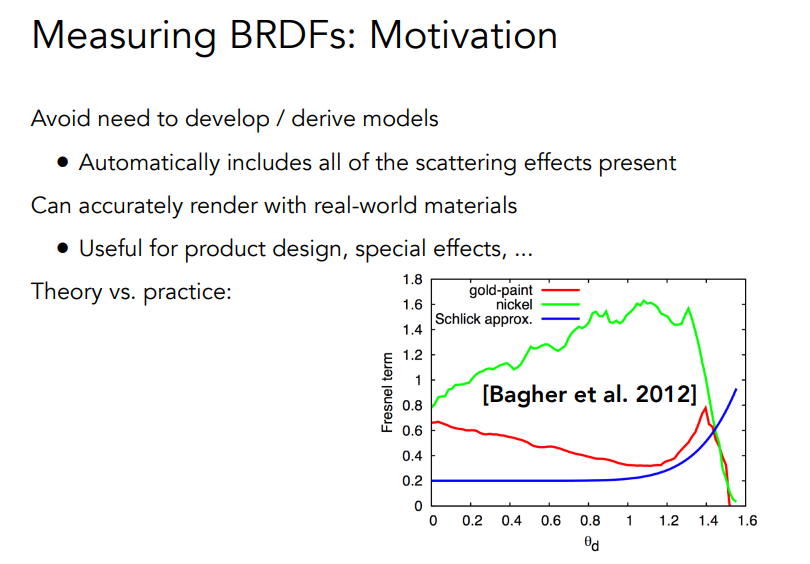 Measuring BRDFs: Motivation
Avoid need to develop / derive models
• Automatically includes all of the scattering effects present
Can accurately render with real-world materials
• Useful for product design, special effects, ...
Theory vs. practice:
gold-paint
nickel
Schlick approx.
[Bagher et al. 2012]
Fresnel term
1.8
1.6
1.4
1.2
1
0.8
0.6
0.4
0.2
0
0 0.2 0.4 0.6 0.8 1 1.2 1.4 1.6
θd